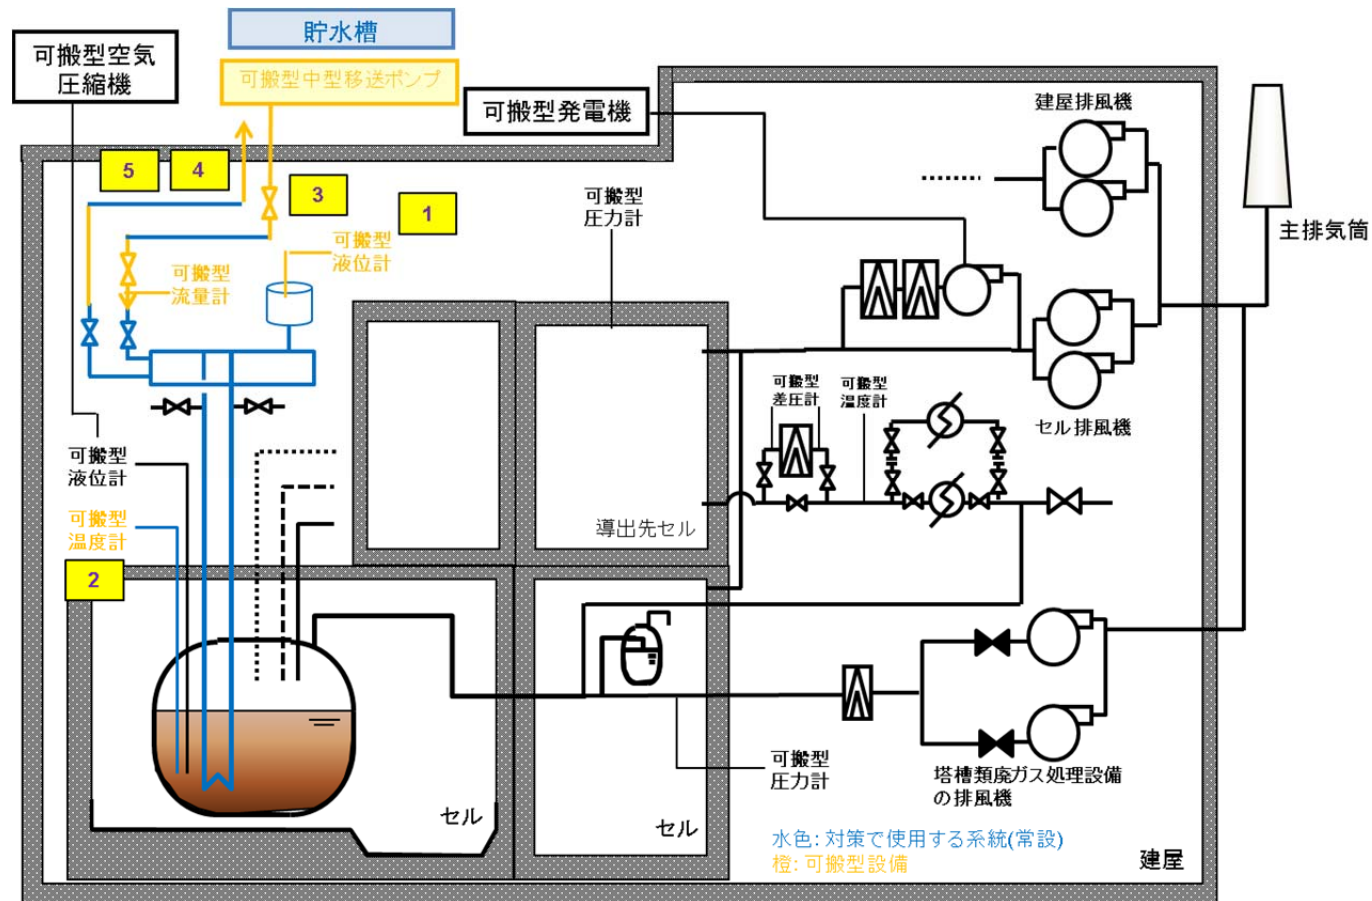 貯水槽
可搬型空気
圧縮機
可搬型中型移送ポンプ
可搬型発電機
建屋排風機
5
4
3
1
可搬型
圧力計
主排気筒
可搬型
液位計
可搬型
流量計
可搬型
差圧計
可搬型
温度計
セル排風機
可搬型
液位計
可搬型
温度計
導出先セル
2
可搬型
圧力計
塔槽類廃ガス処理設備
の排風機
セル
セル
水色:対策で使用する系統(常設)
橙:可搬型設備
建屋